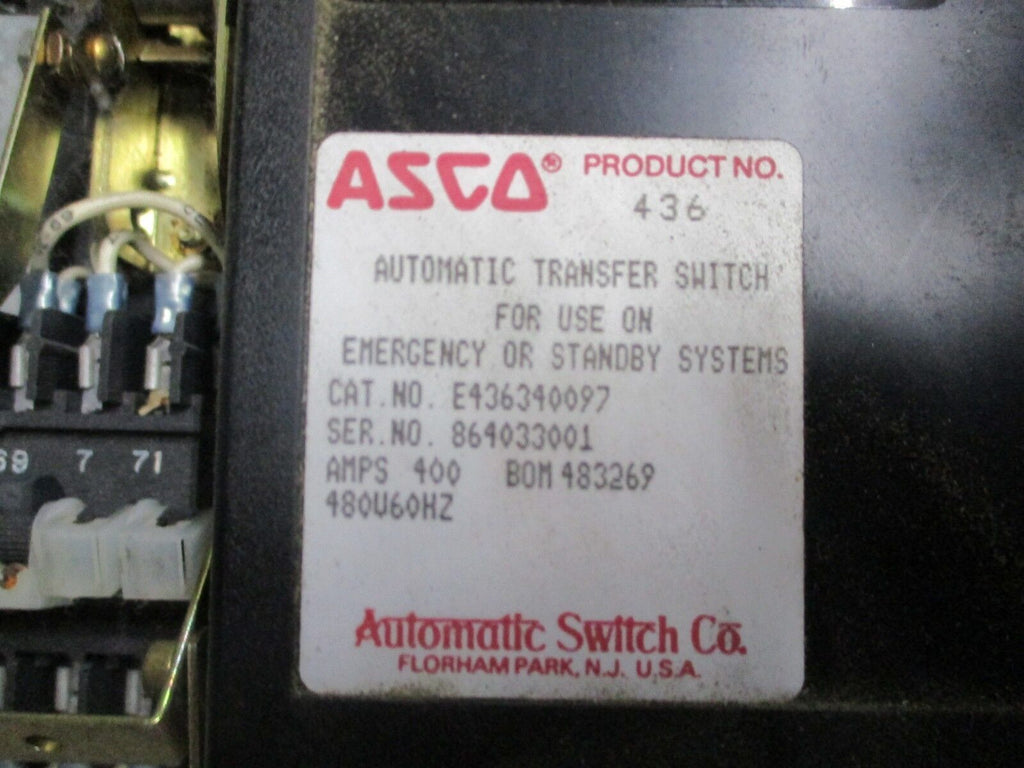 ASCO® PRODUCT NO.
436
AUTOMATIC TRANSFER SWITCH
FOR USE ON
EMERGENCY OR STANDBY SYSTEMS
CAT.NO. E436340097
SER.NO. 864033001
AMPS 400 BOM 483269
480V60HZ
Automatic Switch Co.
FLORHAM PARK, N.J. U.S.A.
69 7 71